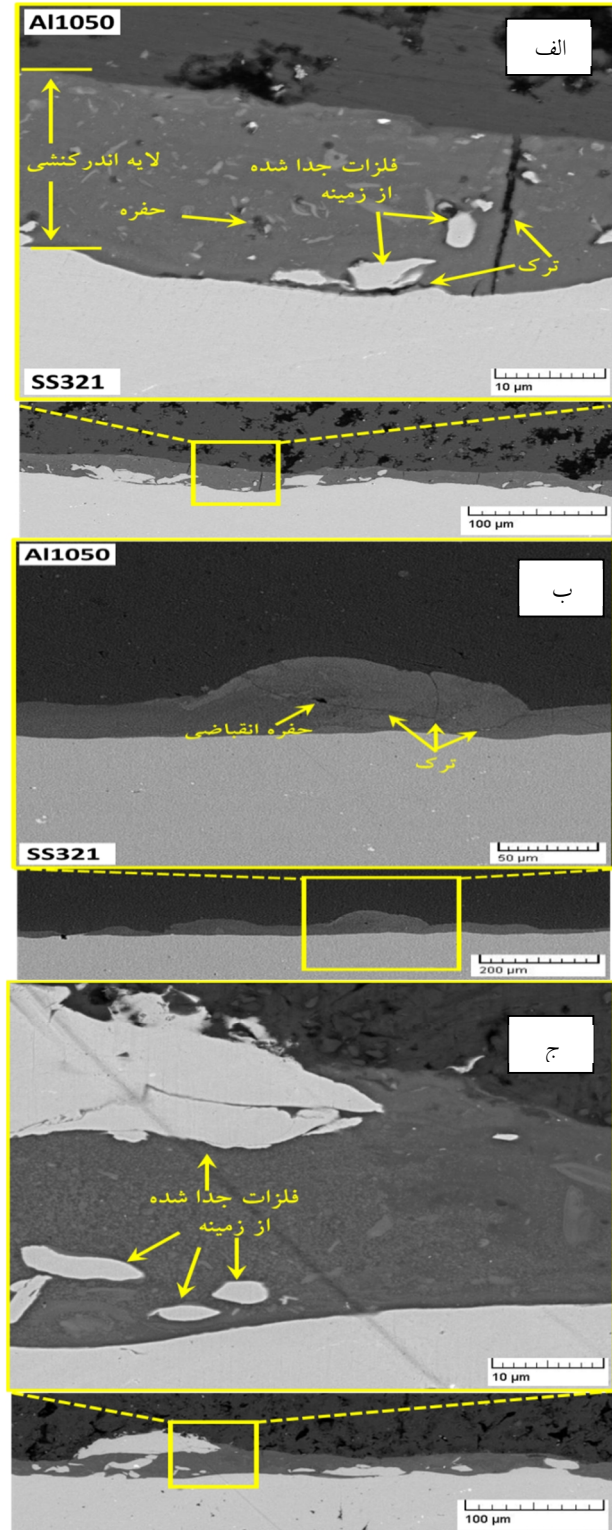 Al1050
الف
لایه اندرکنشی
فلزات جدا شده
از زمینه
حفره
ترک
SS321
10 µm
100 µm
Al1050
ب
حفره انقباضی
ترک
SS321
50 µm
200 µm
ج
فلزات جدا شده
از زمینه
10 µm
100 µm